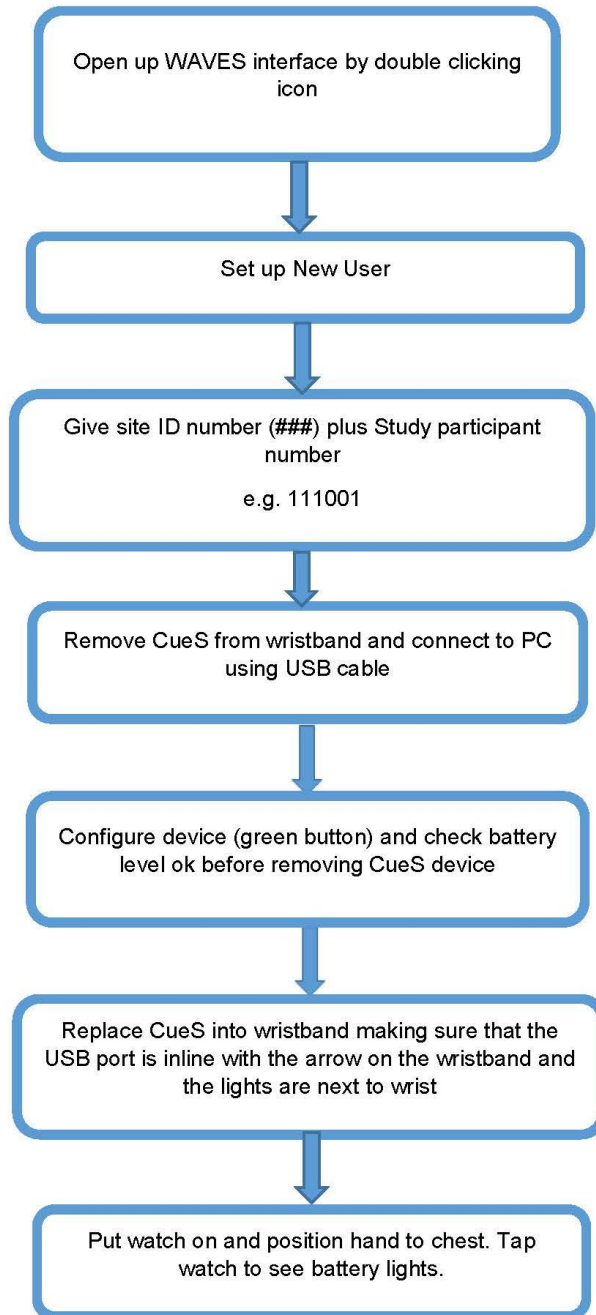 Open up WAVES interface by double clicking
icon
Set up New User
Give site ID number (###) plus Study participant
number
e.g. 111001
Remove CueS from wristband and connect to PC
using USB cable
Configure device (green button) and check battery
level ok before removing CueS device
Replace CueS into wristband making sure that the
USB port is inline with the arrow on the wristband and
the lights are next to wrist
Put watch on and position hand to chest. Tap
watch to see battery lights.